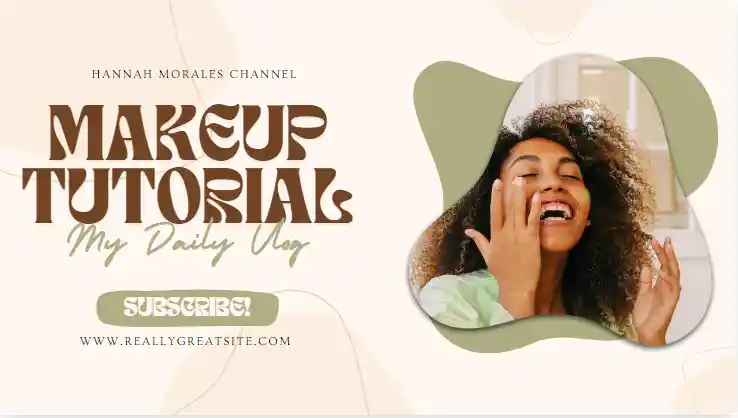 HANNAH MORALES CHANNEL
MAKEUP
TUTORIAL
My Daily Vlog
SUBSCRIBE!
WWW.REALLYGREATSITE.COM